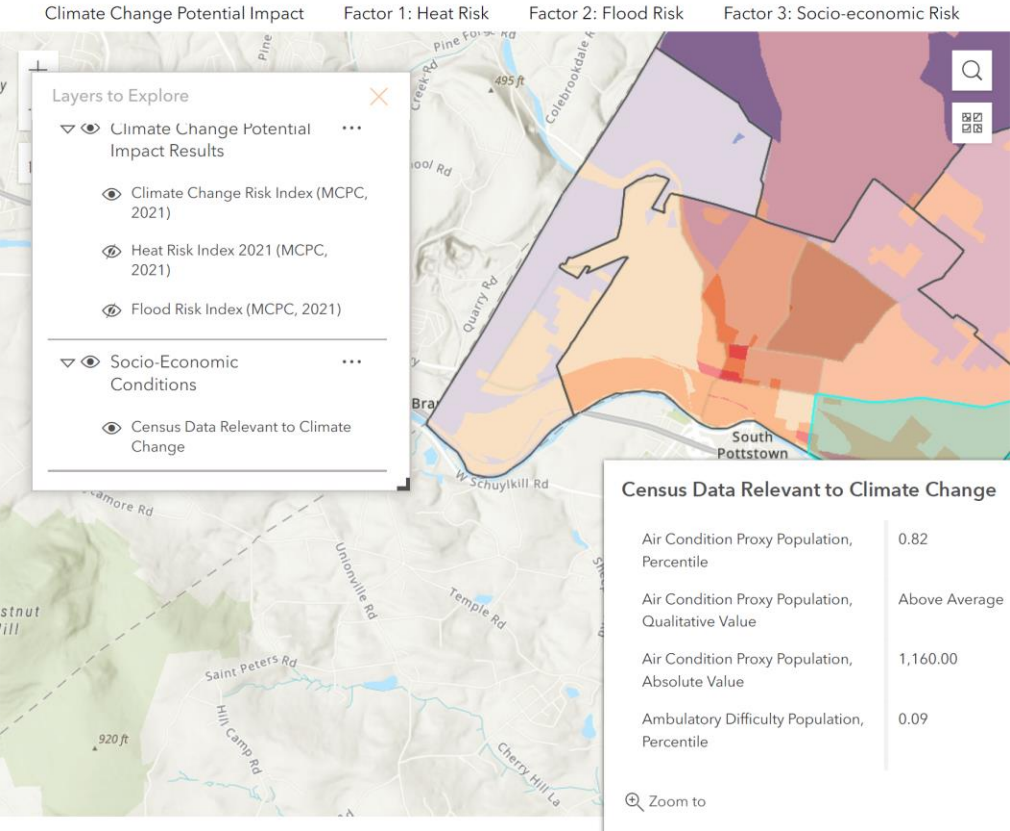 Climate Change Potential Impact
Factor 1: Heat Risk
Factor 2: Flood Risk
Factor 3: Socio-economic Risk
Layers to Explore
Climate Change Potential
Impact Results
Climate Change Risk Index (MCPC,
2021)
Heat Risk Index 2021 (MCPC,
2021)
Flood Risk Index (MCPC, 2021)
Socio-Economic
Conditions
Census Data Relevant to Climate
Change
Pine
Pine Rd
Creek Rd
495 ft
Colebrookdale
ool Rd
Quarry Rd
Bra
South
Pottstown
W Schuylkill Rd
amore Rd
Unionville Rd
Temple Rd
stnut
ill
Saint Peters Rd
Hill Camp Rd
920 ft
Cherry Hill La
Census Data Relevant to Climate Change
Air Condition Proxy Population,
Percentile
0.82
Air Condition Proxy Population,
Qualitative Value
Above Average
Air Condition Proxy Population,
Absolute Value
1,160.00
Ambulatory Difficulty Population,
Percentile
0.09
Zoom to